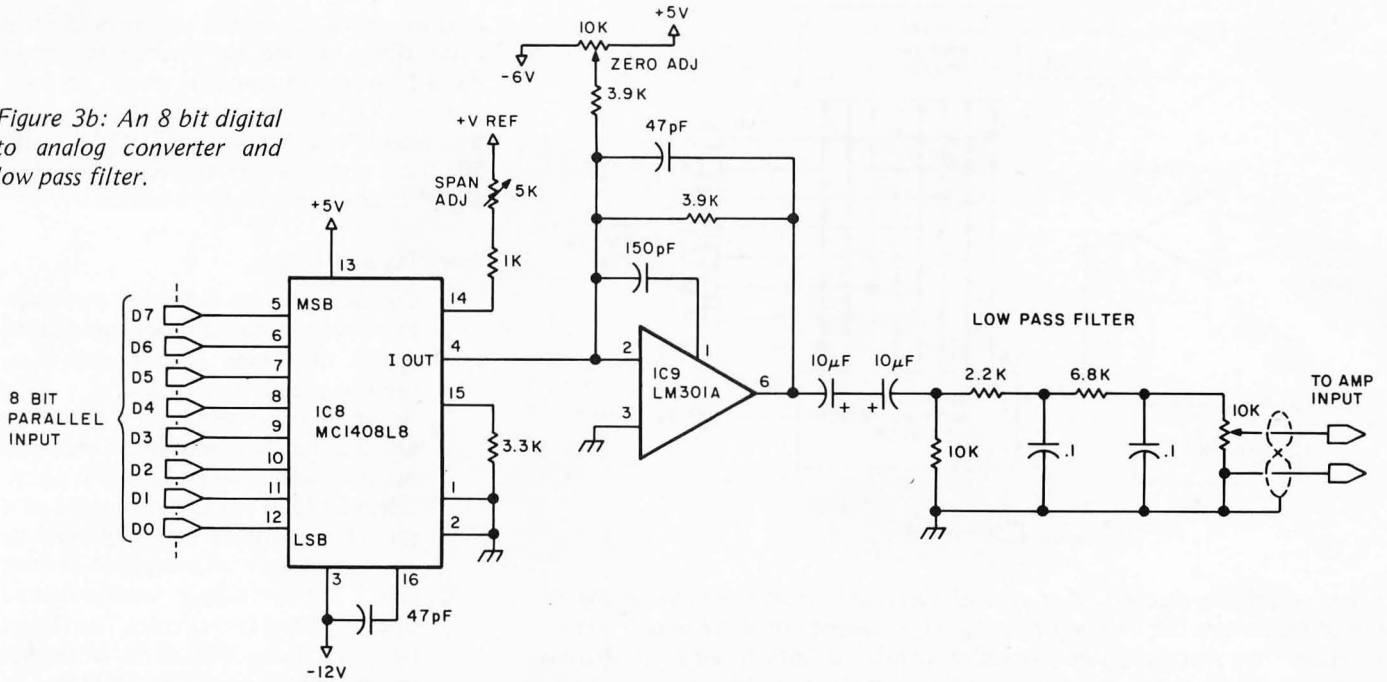 Figure 3b: An 8 bit digital
to analog converter and
low pass filter.
+5V
10K
-6V
ZERO ADJ
3.9K
+V REF
47pF
SPAN
ADJ
5K
3.9K
+5V
1K
150pF
13
14
MSB
8 BIT
PARALLEL
INPUT
D7
D6
D5
D4
D3
D2
D1
D0
5
6
7
8
9
10
11
12
I OUT
4
IC8
MC1408L8
15
3.3K
1
2
LSB
3
16
47pF
-12V
2
3
1
IC9
LM301A
6
10µF
10µF
+
+
LOW PASS FILTER
2.2K
6.8K
10K
.1
.1
10K
TO AMP
INPUT